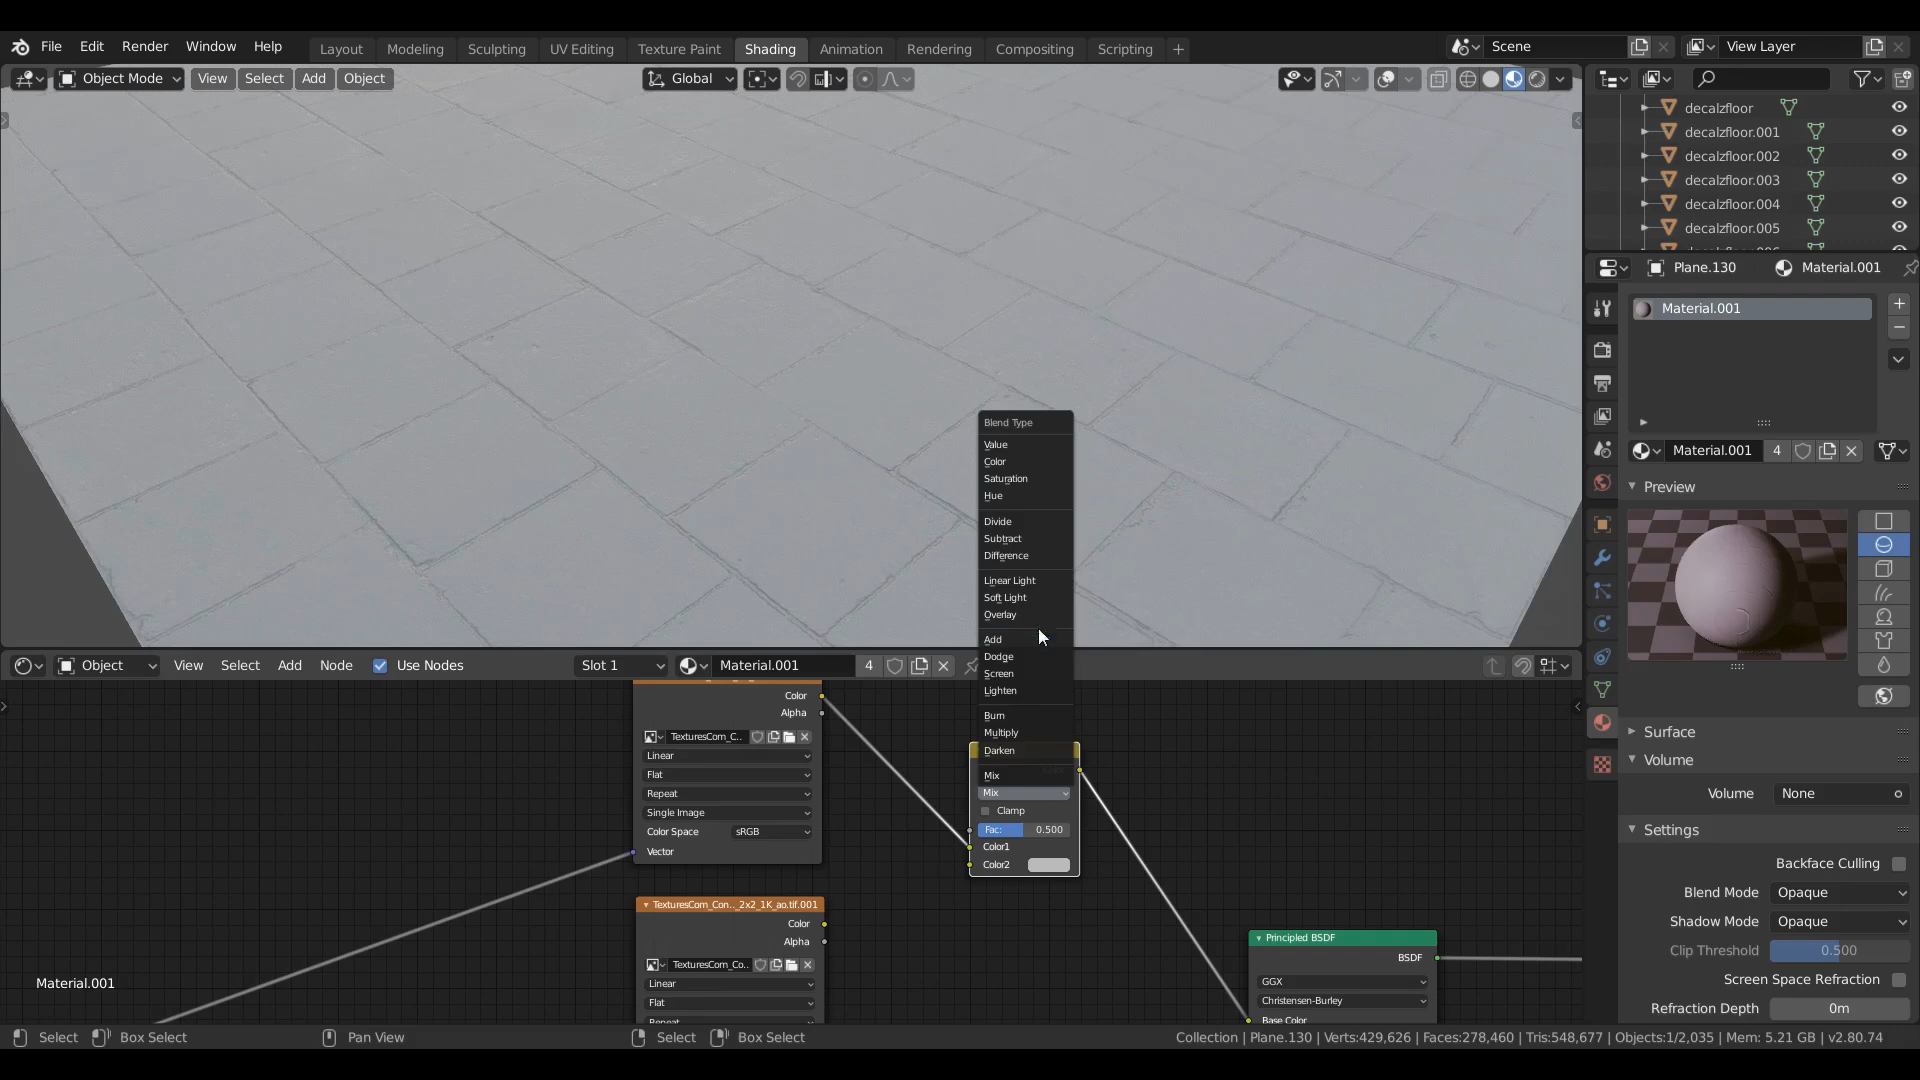 File Edit Render Window Help Layout Modeling Sculpting UV Editing Texture Paint Shading Animation Rendering Compositing Scripting + Scene View Layer
Object Mode View Select Add Object Global
decalzfloor
decalzfloor.001
decalzfloor.002
decalzfloor.003
decalzfloor.004
decalzfloor.005
Plane.130 Material.001
Material.001
Material.001 4
Preview
Surface
Volume
Volume None
Settings
Backface Culling
Blend Mode Opaque
Shadow Mode Opaque
Clip Threshold 0.500
Screen Space Refraction
Refraction Depth 0m
Blend Type
Value
Color
Saturation
Hue
Divide
Subtract
Difference
Linear Light
Soft Light
Overlay
Add
Dodge
Screen
Lighten
Burn
Multiply
Darken
Mix
Mix
Clamp
Fac: 0.500
Color1
Color2
Object View Select Add Node Use Nodes Slot 1 Material.001 4
Color
Alpha
TexturesCom_C..
Linear
Flat
Repeat
Single Image
Color Space sRGB
Vector
TexturesCom_Con.._2x2_1K_ao.tif.001
Color
Alpha
TexturesCom_Co..
Linear
Flat
Repeat
Principled BSDF
BSDF
GGX
Christensen-Burley
Base Color
Material.001
Select Box Select Pan View Select Box Select Collection | Plane.130 | Verts:429,626 | Faces:278,460 | Tris:548,677 | Objects:1/2,035 | Mem: 5.21 GB | v2.80.74